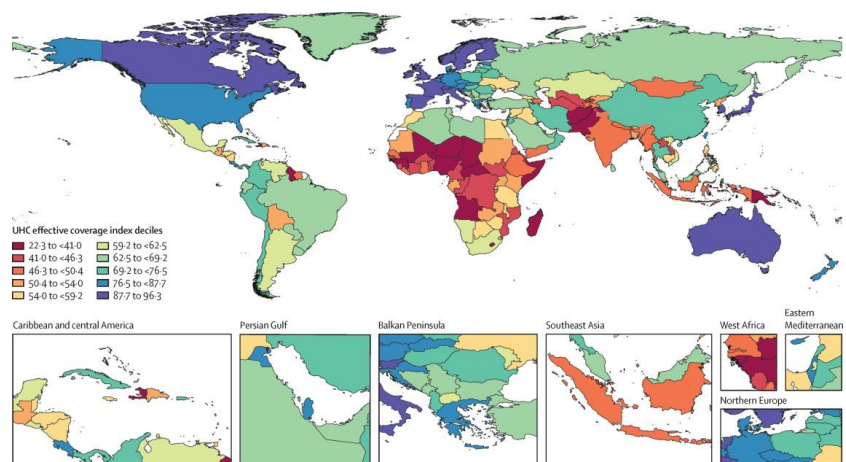 UHC effective coverage index deciles
22·3 to <41·0
41·0 to <46·3
46·3 to <50·4
50·4 to <54·0
54·0 to <59·2
59·2 to <62·5
62·5 to <69·2
69·2 to <76·5
76·5 to <87·7
87·7 to 96·3
Caribbean and central America
Persian Gulf
Balkan Peninsula
Southeast Asia
West Africa
Eastern
Mediterranean
Northern Europe